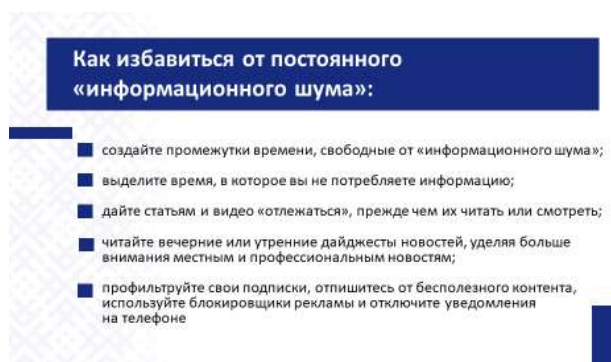 Как избавиться от постоянного
«информационного шума»:
создайте промежутки времени, свободные от «информационного шума»;
выделите время, в которое вы не потребляете информацию;
дайте статьям и видео «отлежаться», прежде чем их читать или смотреть;
читайте вечерние или утренние дайджесты новостей, уделяя больше
внимания местным и профессиональным новостям;
профильтруйте свои подписки, отпишитесь от бесполезного контента,
используйте блокировщики рекламы и отключите уведомления
на телефоне